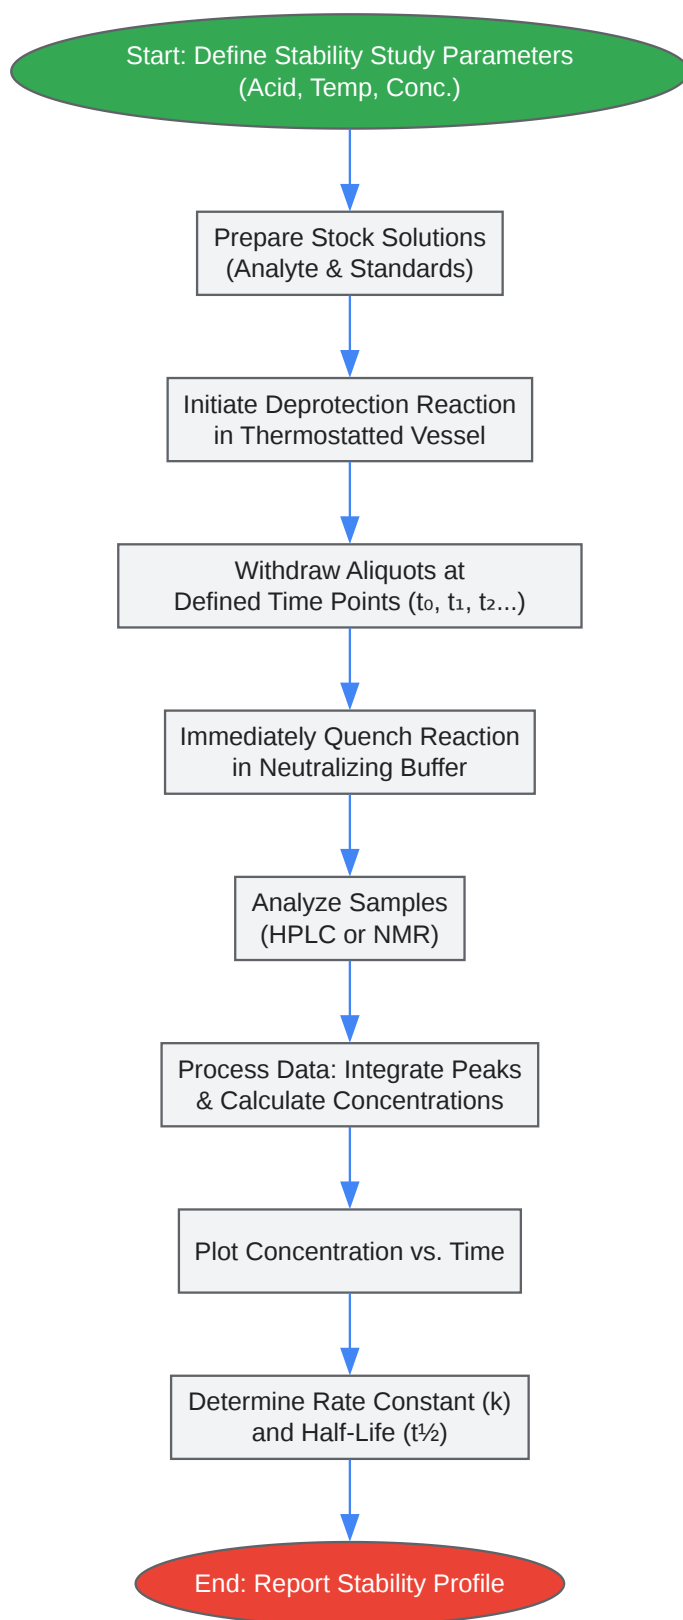 Start: Define Stability Study Parameters
(Acid, Temp, Conc.)
Prepare Stock Solutions
(Analyte & Standards)
Initiate Deprotection Reaction
in Thermostatted Vessel
Withdraw Aliquots at
Defined Time Points (t₀, t₁, t₂...)
Immediately Quench Reaction
in Neutralizing Buffer
Analyze Samples
(HPLC or NMR)
Process Data: Integrate Peaks
& Calculate Concentrations
Plot Concentration vs. Time
Determine Rate Constant (k)
and Half-Life (t½)
End: Report Stability Profile